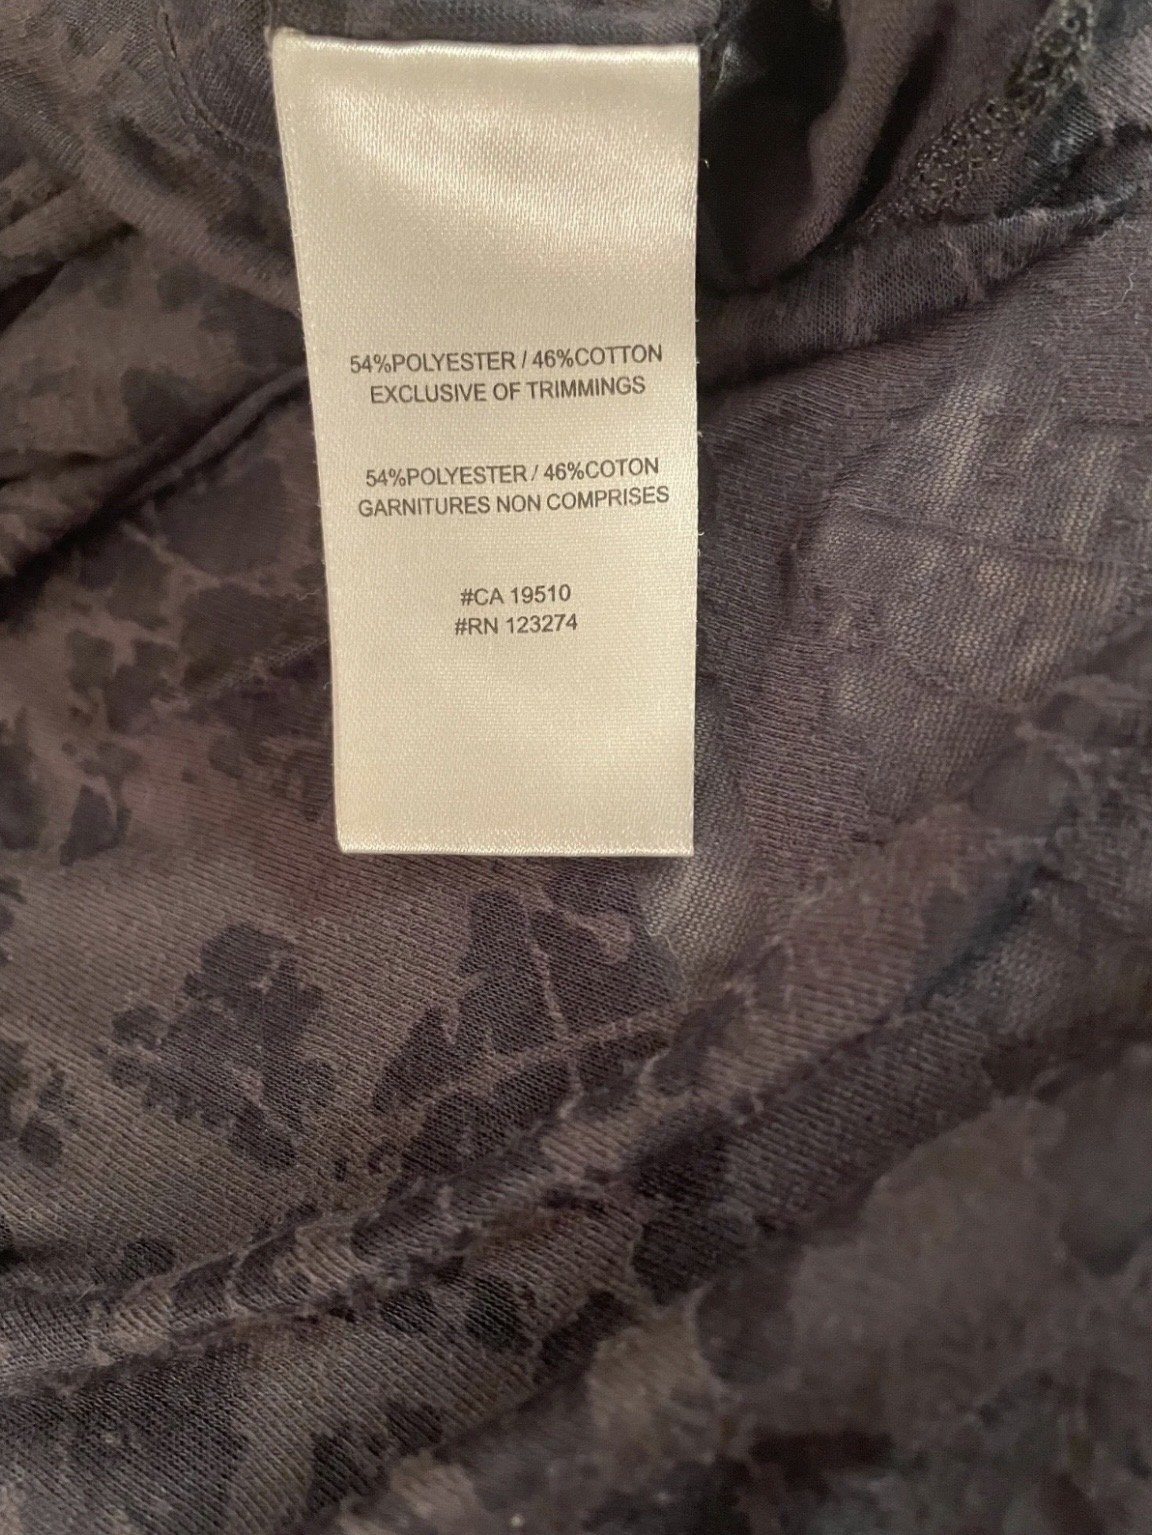 54%POLYESTER / 46%COTTON
EXCLUSIVE OF TRIMMINGS
54%POLYESTER / 46%COTON
GARNITURES NON COMPRISES
#CA 19510
#RN 123274